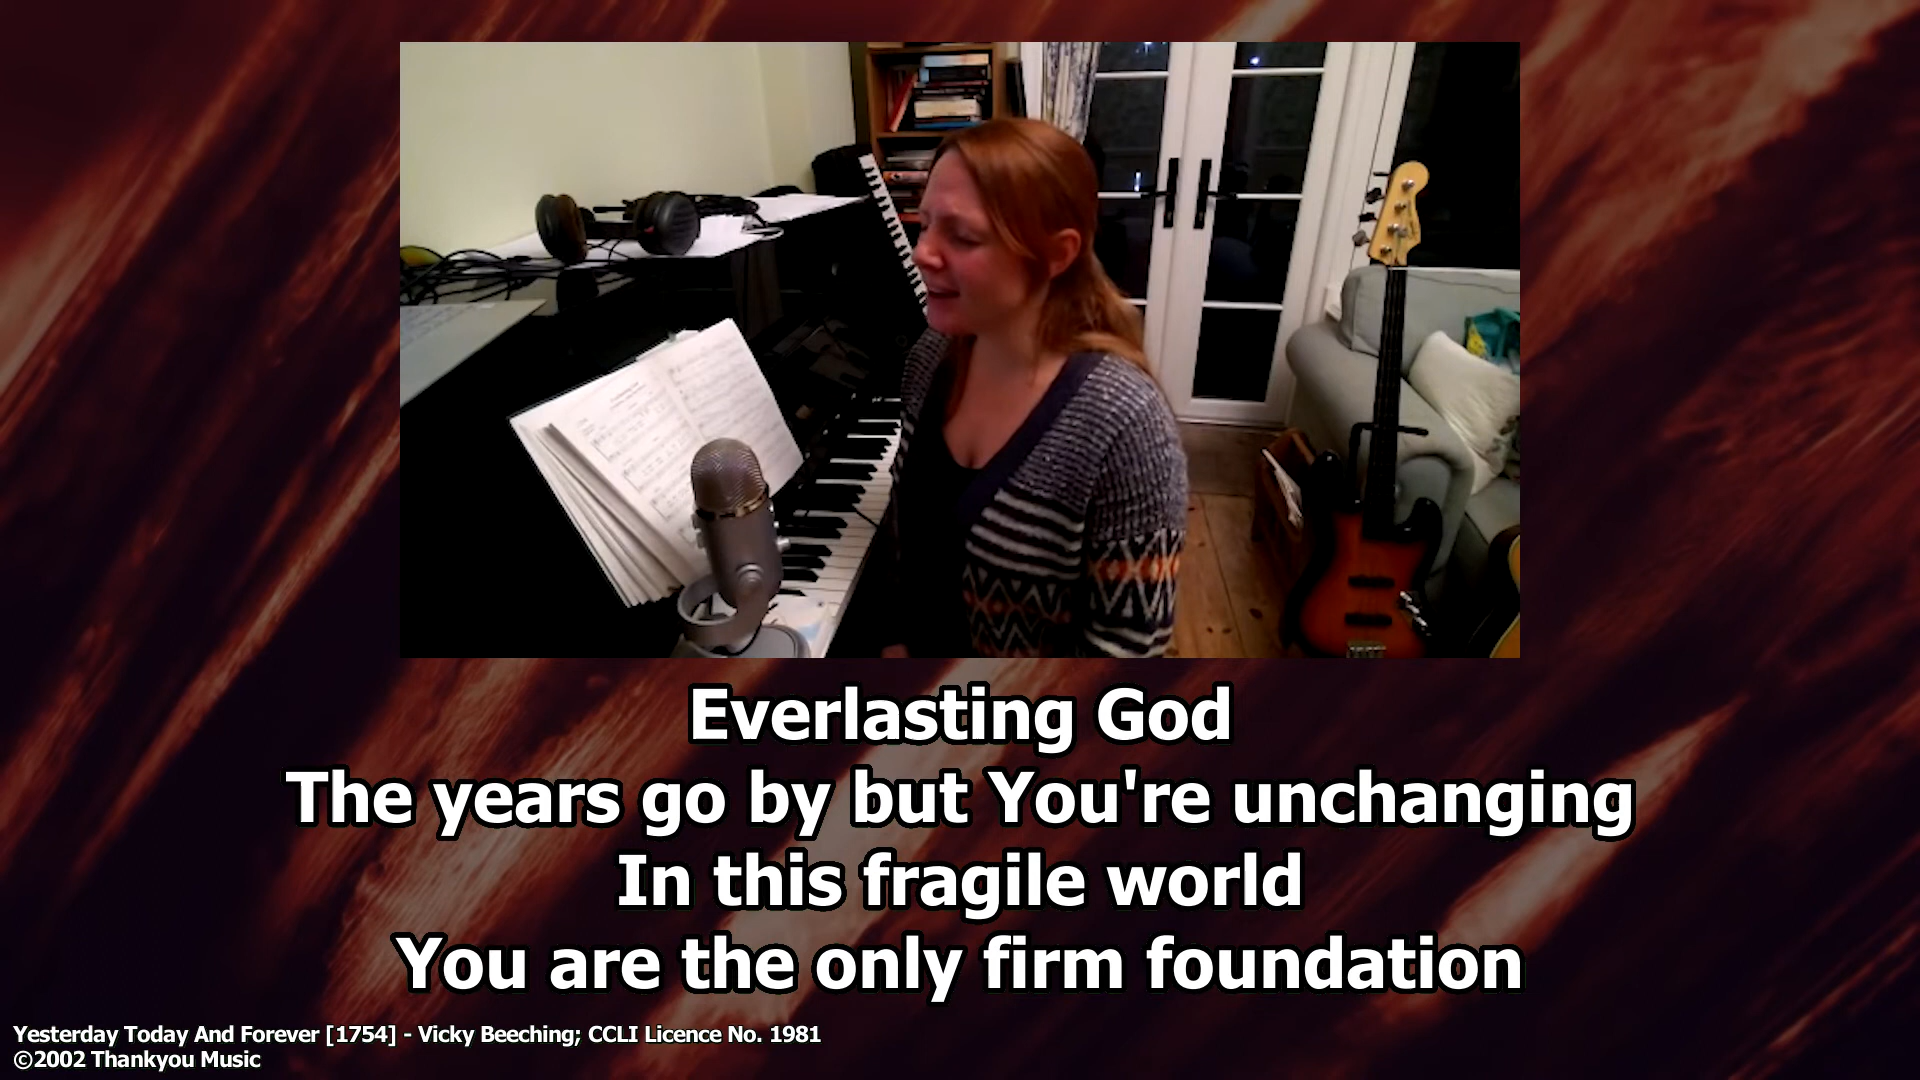 Everlasting God
The years go by but You're unchanging
In this fragile world
You are the only firm foundation
Yesterday Today And Forever [1754] - Vicky Beeching; CCLI Licence No. 1981
©2002 Thankyou Music